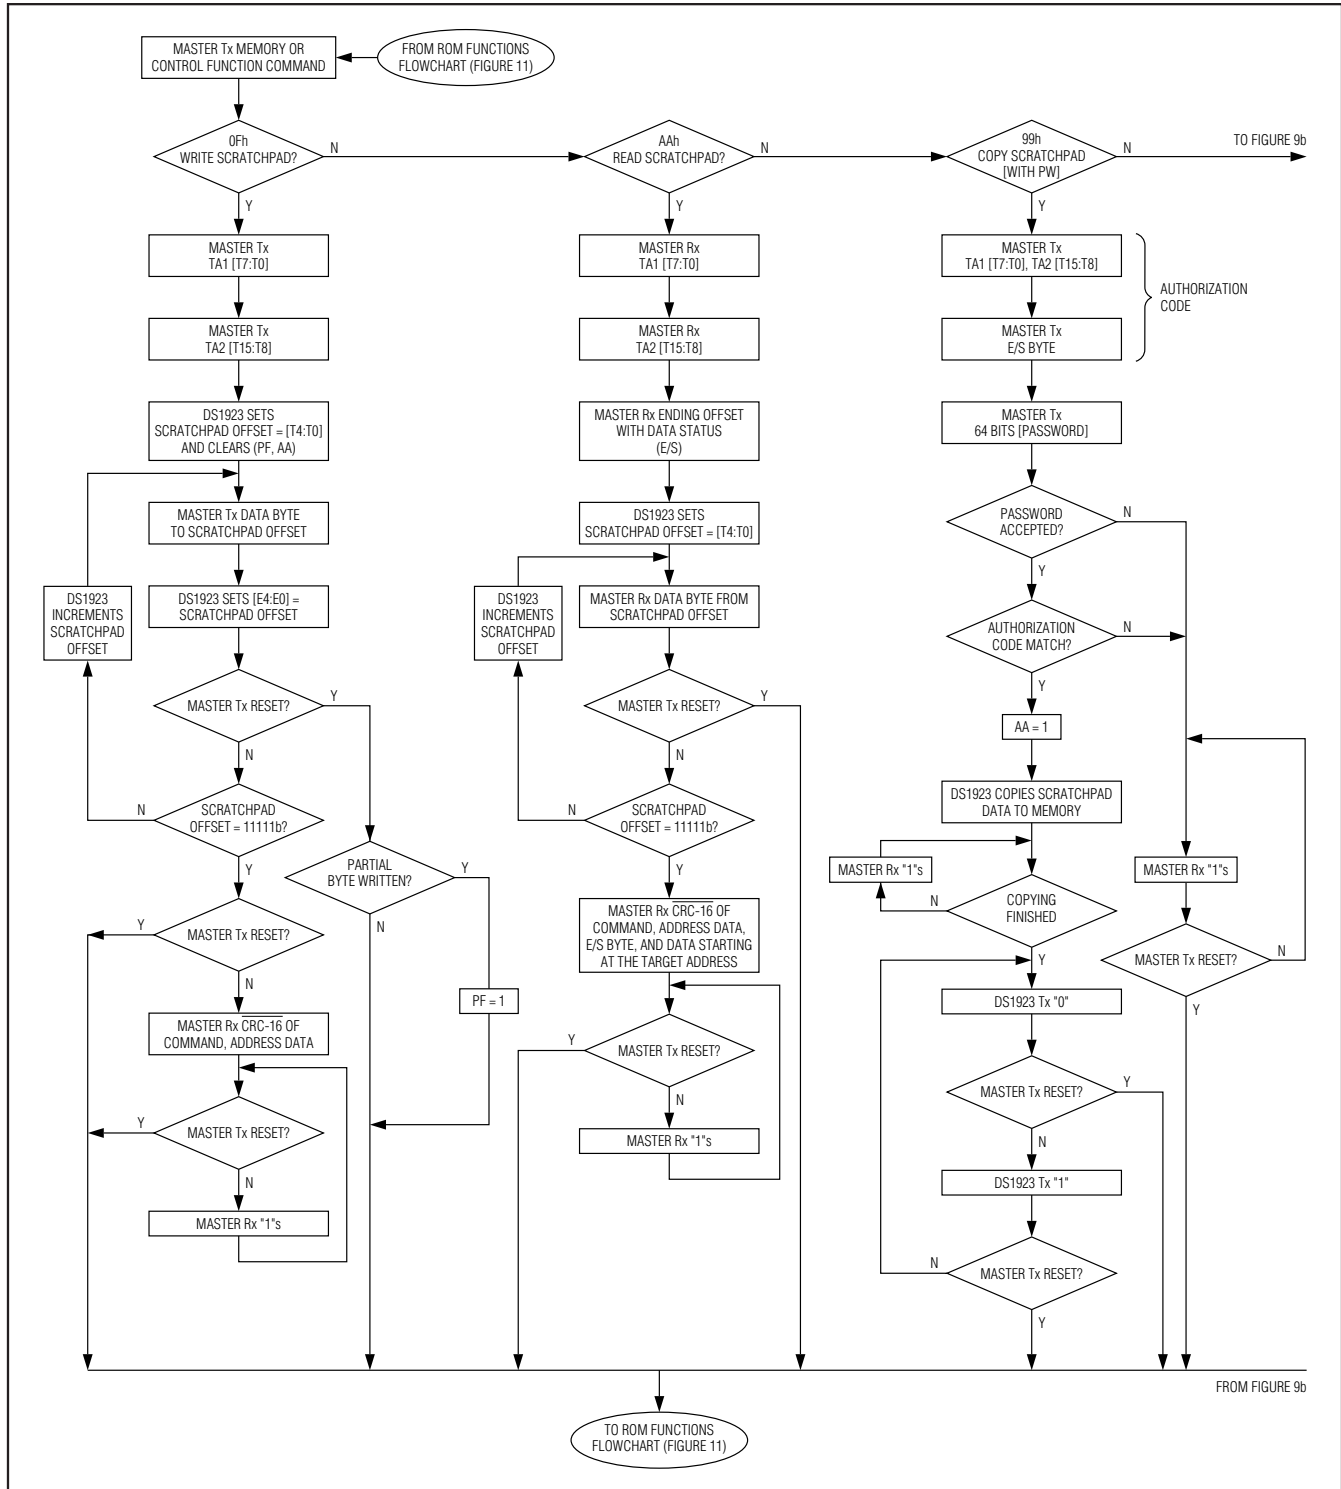 MASTER Tx MEMORY OR
CONTROL FUNCTION COMMAND
FROM ROM FUNCTIONS
FLOWCHART (FIGURE 11)
0Fh
WRITE SCRATCHPAD?
N
Y
MASTER Tx
TA1 [T7:T0]
MASTER Tx
TA2 [T15:T8]
DS1923 SETS
SCRATCHPAD OFFSET = [T4:T0]
AND CLEARS (PF, AA)
MASTER Tx DATA BYTE
TO SCRATCHPAD OFFSET
DS1923
INCREMENTS
SCRATCHPAD
OFFSET
DS1923 SETS [E4:E0] =
SCRATCHPAD OFFSET
MASTER Tx RESET?
Y
N
SCRATCHPAD
OFFSET = 11111b?
N
Y
PARTIAL
BYTE WRITTEN?
Y
N
PF = 1
MASTER Tx RESET?
Y
N
MASTER Rx CRC-16 OF
COMMAND, ADDRESS DATA
MASTER Tx RESET?
Y
N
MASTER Rx "1"s
AAh
READ SCRATCHPAD?
N
Y
MASTER Rx
TA1 [T7:T0]
MASTER Rx
TA2 [T15:T8]
MASTER Rx ENDING OFFSET
WITH DATA STATUS
(E/S)
DS1923 SETS
SCRATCHPAD OFFSET = [T4:T0]
DS1923
INCREMENTS
SCRATCHPAD
OFFSET
MASTER Rx DATA BYTE FROM
SCRATCHPAD OFFSET
MASTER Tx RESET?
Y
N
SCRATCHPAD
OFFSET = 11111b?
N
Y
MASTER Rx CRC-16 OF
COMMAND, ADDRESS DATA,
E/S BYTE, AND DATA STARTING
AT THE TARGET ADDRESS
MASTER Tx RESET?
Y
N
MASTER Rx "1"s
99h
COPY SCRATCHPAD
[WITH PW]
N
Y
TO FIGURE 9b
MASTER Tx
TA1 [T7:T0], TA2 [T15:T8]
MASTER Tx
E/S BYTE
AUTHORIZATION
CODE
MASTER Tx
64 BITS [PASSWORD]
PASSWORD
ACCEPTED?
N
Y
AUTHORIZATION
CODE MATCH?
N
Y
AA = 1
DS1923 COPIES SCRATCHPAD
DATA TO MEMORY
MASTER Rx "1"s
COPYING
FINISHED
N
Y
MASTER Rx "1"s
MASTER Tx RESET?
N
Y
DS1923 Tx "0"
MASTER Tx RESET?
Y
N
DS1923 Tx "1"
MASTER Tx RESET?
N
Y
FROM FIGURE 9b
TO ROM FUNCTIONS
FLOWCHART (FIGURE 11)